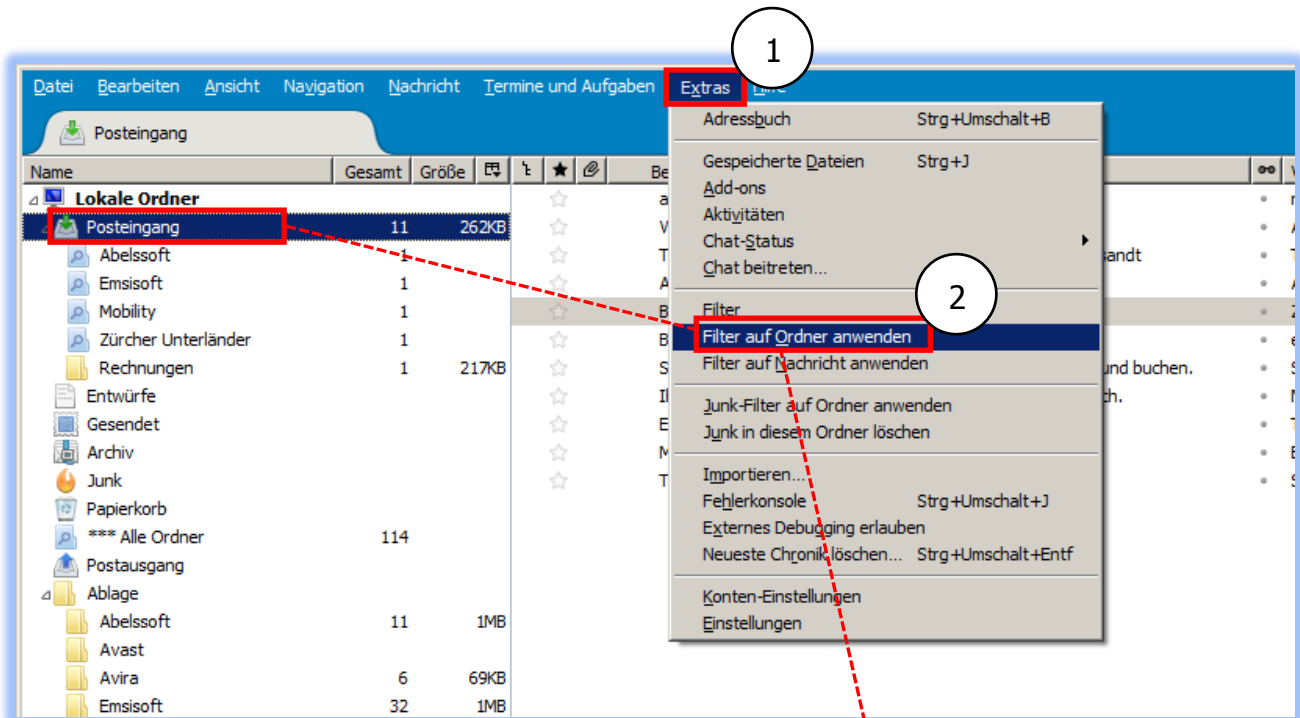 1
Datei Bearbeiten Ansicht Navigation Nachricht Termine und Aufgaben Extras Hilfe
Posteingang
Name Gesamt Größe Be
Lokale Ordner
Posteingang 11 262KB
Abelssoft 1
Emsisoft 1
Mobility 1
Zürcher Unterländer 1
Rechnungen 1 217KB
Entwürfe
Gesendet
Archiv
Junk
Papierkorb
*** Alle Ordner 114
Postausgang
Ablage
Abelssoft 11 1MB
Avast
Avira 6 69KB
Emsisoft 32 1MB
Adressbuch Strg+Umschalt+B
Gespeicherte Dateien Strg+J
Add-ons
Aktivitäten
Chat-Status
Chat beitreten...
2
Filter
Filter auf Ordner anwenden
Filter auf Nachricht anwenden
Junk-Filter auf Ordner anwenden
Junk in diesem Ordner löschen
Importieren...
Fehlerkonsole Strg+Umschalt+J
Externes Debugging erlauben
Neueste Chronik löschen... Strg+Umschalt+Entf
Konten-Einstellungen
Einstellungen
sandt
und buchen.
ch.